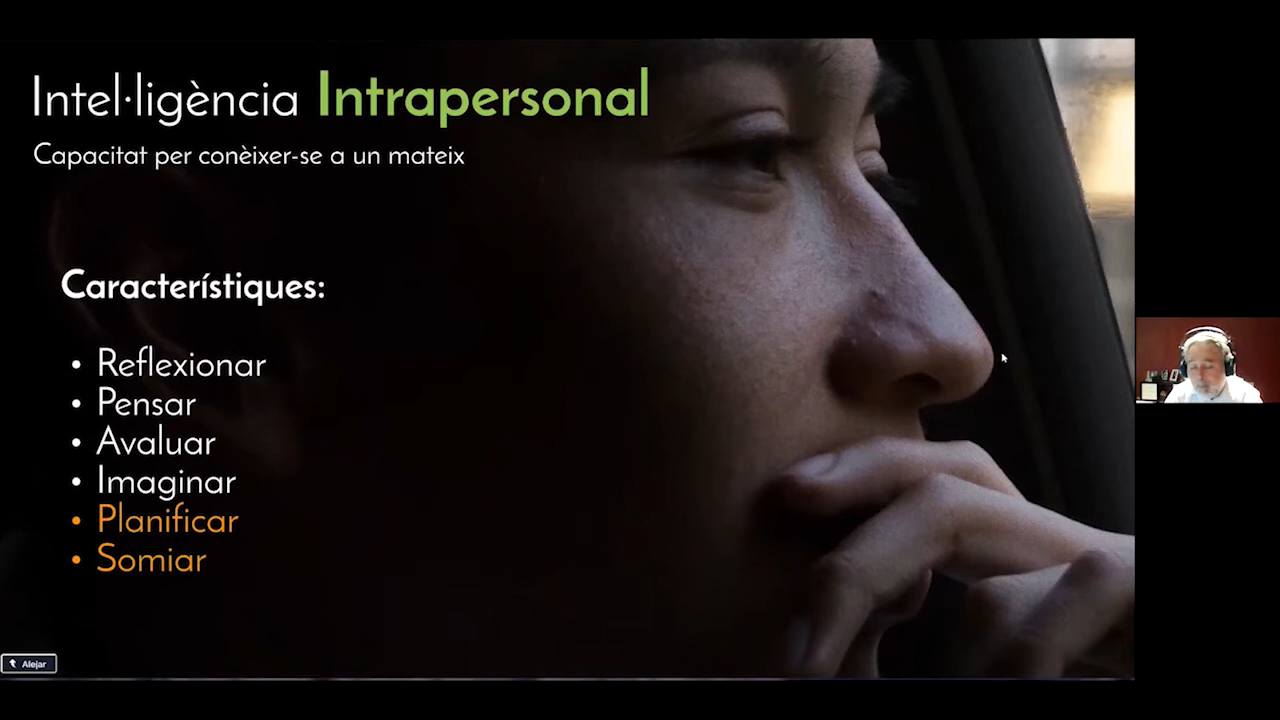 Intel·ligència Intrapersonal
Capacitat per conèixer-se a un mateix
Característiques:
• Reflexionar
• Pensar
• Avaluar
• Imaginar
• Planificar
• Somiar
Alejar